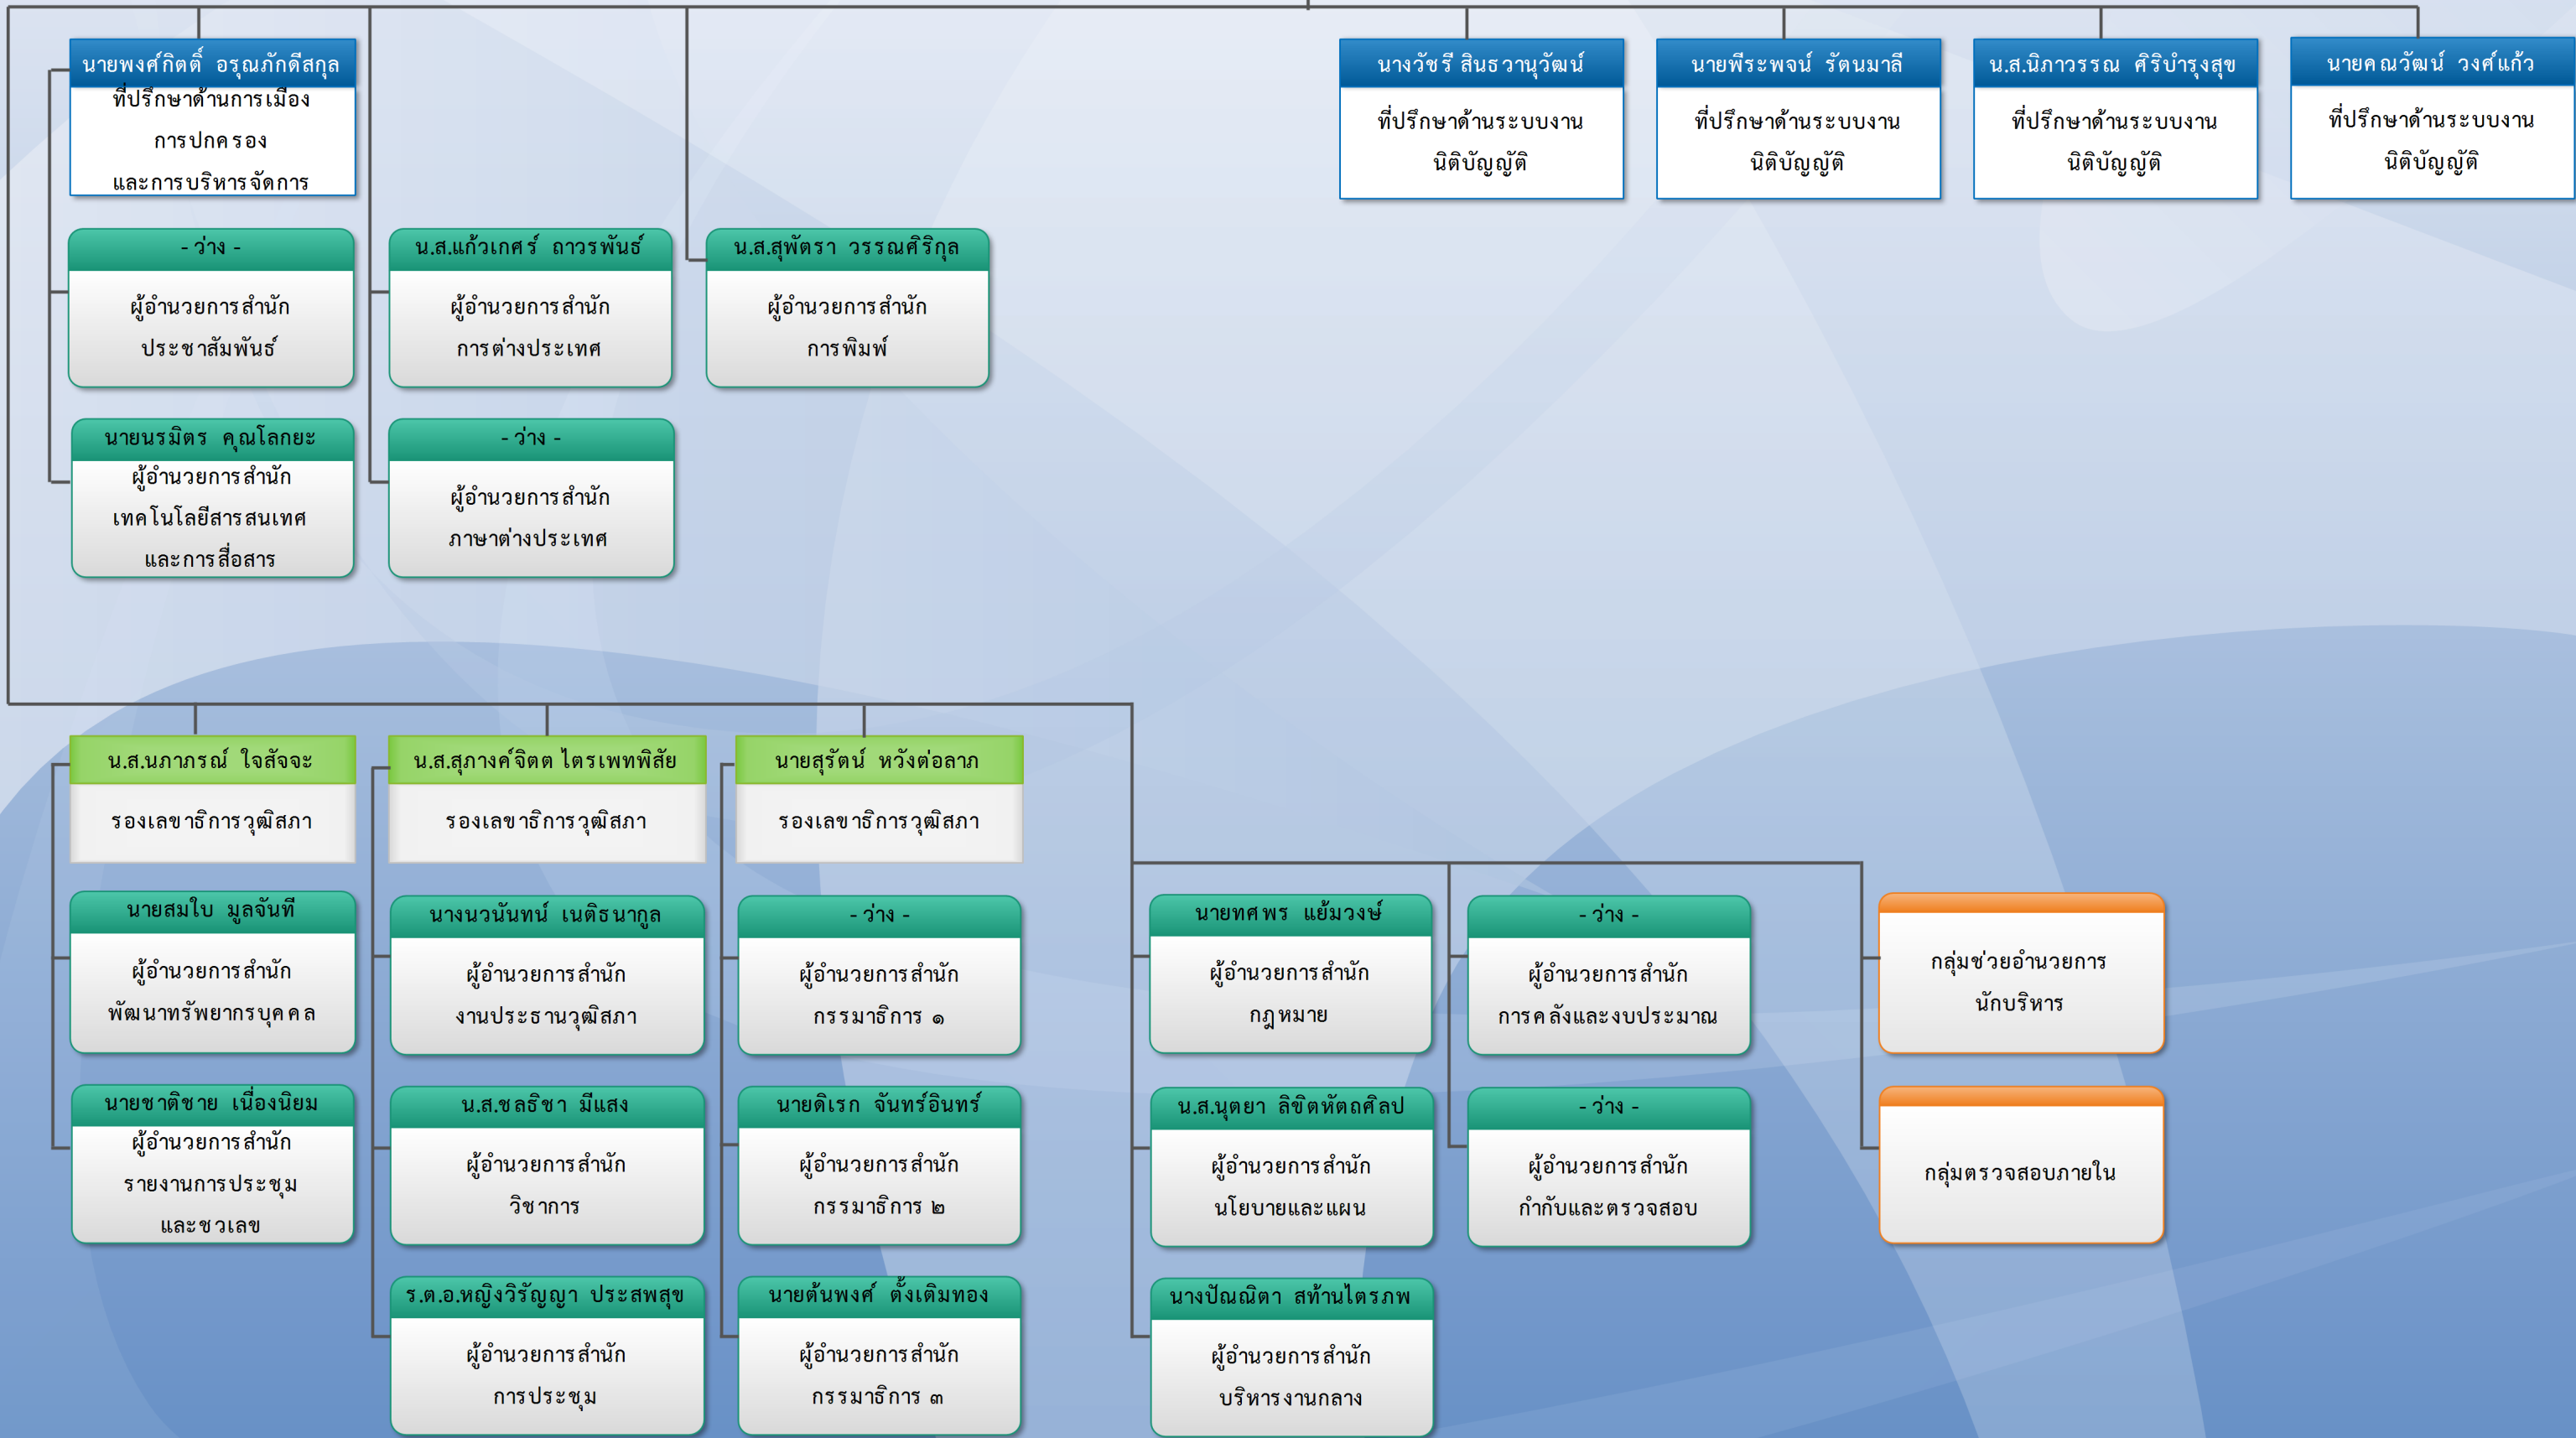 นายพงศ์กิตติ์ อรุณภักดีสกุล
ที่ปรึกษาด้านการเมือง
การปกครอง
และการบริหารจัดการ
นางวัชรี สินธวานุวัฒน์
ที่ปรึกษาด้านระบบงาน
นิติบัญญัติ
นายพีระพจน์ รัตนมาลี
ที่ปรึกษาด้านระบบงาน
นิติบัญญัติ
น.ส.นิภาวรรณ ศิริบำรุงสุข
ที่ปรึกษาด้านระบบงาน
นิติบัญญัติ
นายคณวัฒน์ วงศ์แก้ว
ที่ปรึกษาด้านระบบงาน
นิติบัญญัติ
- ว่าง -
ผู้อำนวยการสำนัก
ประชาสัมพันธ์
น.ส.แก้วเกศร์ ถาวรพันธ์
ผู้อำนวยการสำนัก
การต่างประเทศ
น.ส.สุพัตรา วรรณศิริกุล
ผู้อำนวยการสำนัก
การพิมพ์
นายนรมิตร คุณโลกยะ
ผู้อำนวยการสำนัก
เทคโนโลยีสารสนเทศ
และการสื่อสาร
- ว่าง -
ผู้อำนวยการสำนัก
ภาษาต่างประเทศ
น.ส.นภาภรณ์ ใจสัจจะ
รองเลขาธิการวุฒิสภา
น.ส.สุภางค์จิตต ไตรเพทพิสัย
รองเลขาธิการวุฒิสภา
นายสุรัตน์ หวังต่อลาภ
รองเลขาธิการวุฒิสภา
นายสมใบ มูลจันที
ผู้อำนวยการสำนัก
พัฒนาทรัพยากรบุคคล
นางนวนันทน์ เนติธนากูล
ผู้อำนวยการสำนัก
งานประธานวุฒิสภา
- ว่าง -
ผู้อำนวยการสำนัก
กรรมาธิการ ๑
นายทศพร แย้มวงษ์
ผู้อำนวยการสำนัก
กฎหมาย
- ว่าง -
ผู้อำนวยการสำนัก
การคลังและงบประมาณ
กลุ่มช่วยอำนวยการ
นักบริหาร
นายชาติชาย เนื่องนิยม
ผู้อำนวยการสำนัก
รายงานการประชุม
และชวเลข
น.ส.ชลธิชา มีแสง
ผู้อำนวยการสำนัก
วิชาการ
นายดิเรก จันทร์อินทร์
ผู้อำนวยการสำนัก
กรรมาธิการ ๒
น.ส.นุตยา ลิขิตหัตถศิลป
ผู้อำนวยการสำนัก
นโยบายและแผน
- ว่าง -
ผู้อำนวยการสำนัก
กำกับและตรวจสอบ
กลุ่มตรวจสอบภายใน
ร.ต.อ.หญิงวิรัญญา ประสพสุข
ผู้อำนวยการสำนัก
การประชุม
นายต้นพงศ์ ตั้งเติมทอง
ผู้อำนวยการสำนัก
กรรมาธิการ ๓
นางปัณณิตา สท้านไตรภพ
ผู้อำนวยการสำนัก
บริหารงานกลาง